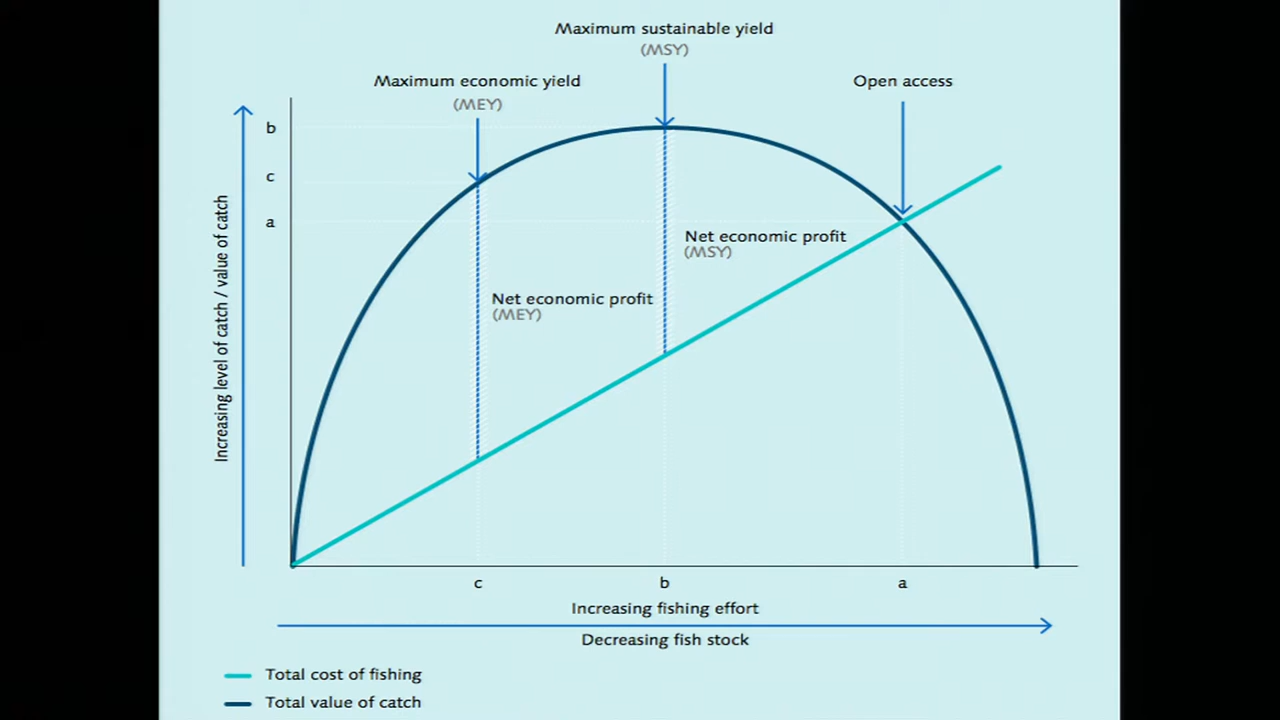 Maximum sustainable yield
(MSY)
Maximum economic yield
(MEY)
Open access
b
c
a
Increasing level of catch / value of catch
Net economic profit
(MSY)
Net economic profit
(MEY)
c
b
a
Increasing fishing effort
Decreasing fish stock
Total cost of fishing
Total value of catch